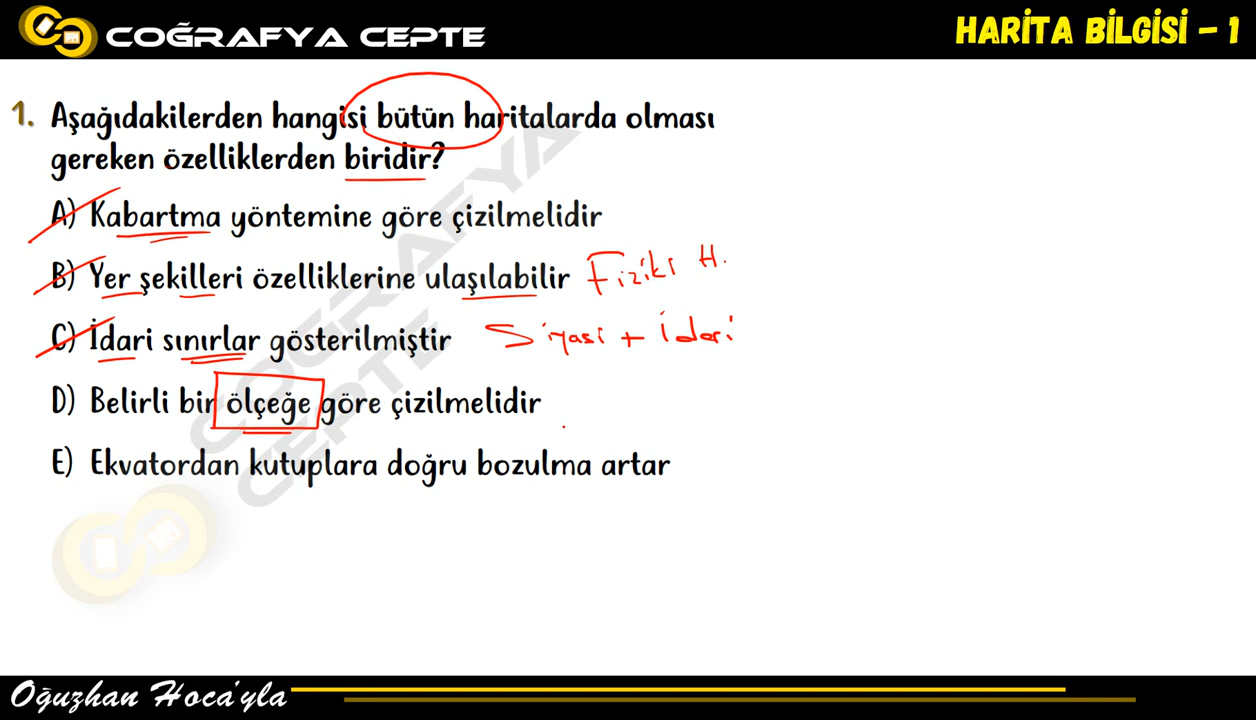 COĞRAFYA CEPTE
HARİTA BİLGİSİ - 1
1. Aşağıdakilerden hangisi bütün haritalarda olması
gereken özelliklerden biridir?
A) Kabartma yöntemine göre çizilmelidir
B) Yer şekilleri özelliklerine ulaşılabilir Fiziki H.
C) İdari sınırlar gösterilmiştir Siyasi + İdari
D) Belirli bir ölçeğe göre çizilmelidir
E) Ekvatordan kutuplara doğru bozulma artar
COĞRAFYA
CEPTE
Oğuzhan Hoca'yla